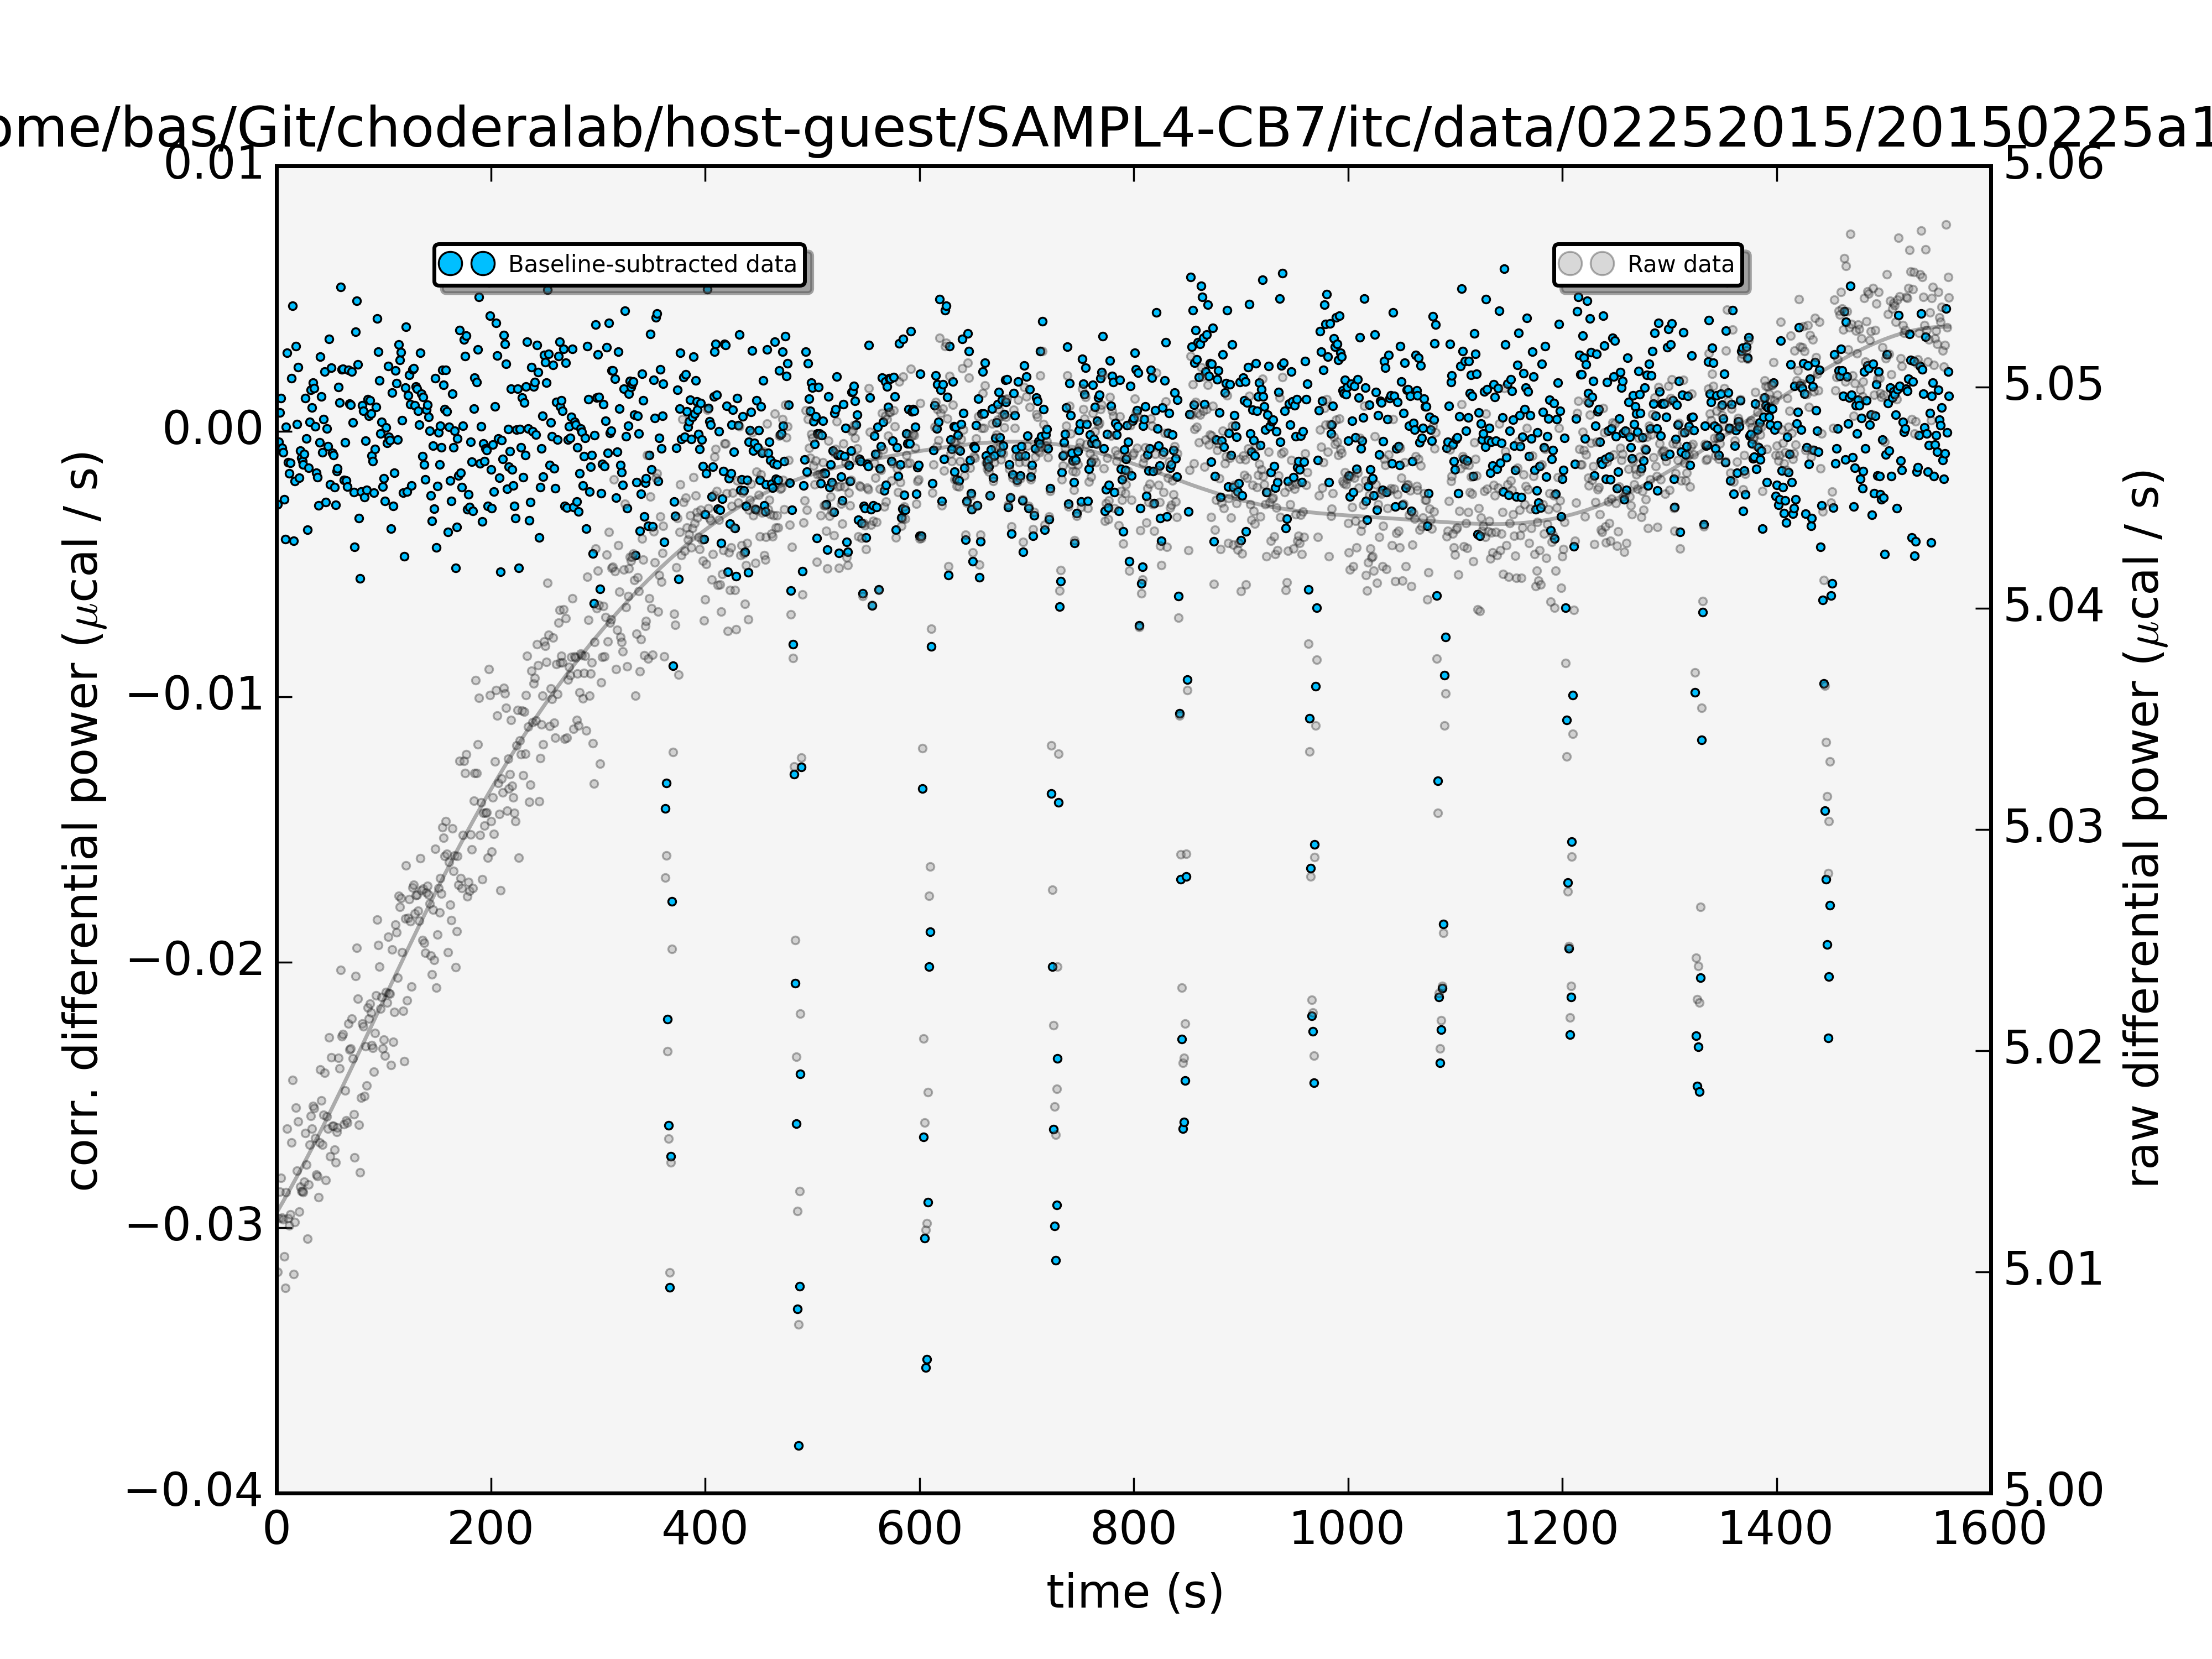 ome/bas/Git/choderalab/host-guest/SAMPL4-CB7/itc/data/02252015/20150225a1
Baseline-subtracted data
Raw data
corr. differential power (μcal / s)
0.01
0.00
−0.01
−0.02
−0.03
−0.04
5.06
5.05
5.04
5.03
5.02
5.01
5.00
raw differential power (μcal / s)
0 200 400 600 800 1000 1200 1400 1600
time (s)